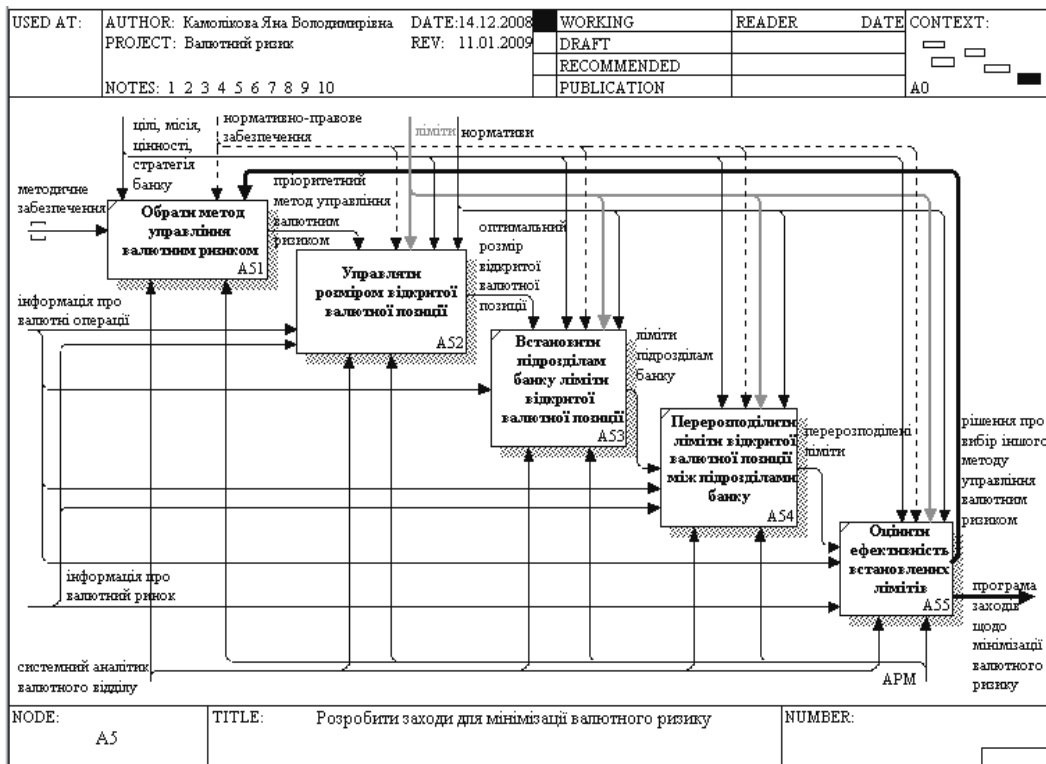 USED AT:
AUTHOR: Камолікова Яна Володимирівна
DATE:14.12.2008
WORKING
READER
DATE
CONTEXT:
PROJECT: Валютний ризик
REV: 11.01.2009
DRAFT
RECOMMENDED
NOTES: 1 2 3 4 5 6 7 8 9 10
PUBLICATION
A0
цілі, місія,
цінності,
стратегія
банку
нормативно-правове
забезпечення
ліміти
нормативи
методичне
забезпечення
Обрати метод
управління
валютним ризиком
A51
пріоритетний
метод управління
валютним
ризиком
Управляти
розміром відкритої
валютної позиції
A52
оптимальний
розмір
відкритої
валютної
позиції
інформація про
валютні операції
Встановити
підрозділам
банку ліміти
відкритої
валютної позиції
A53
ліміти
підрозділам
банку
Перерозподілити
ліміти відкритої
валютної позиції
між підрозділами
банку
A54
перерозподілені
ліміти
рішення про
вибір іншого
методу
управління
валютним
ризиком
Оцінити
ефективність
встановлених
лімітів
A55
інформація про
валютний ринок
програма
заходів
щодо
мінімізації
валютного
ризику
системний аналітик
валютного відділу
АРМ
NODE:
TITLE:
Розробити заходи для мінімізації валютного ризику
NUMBER:
A5